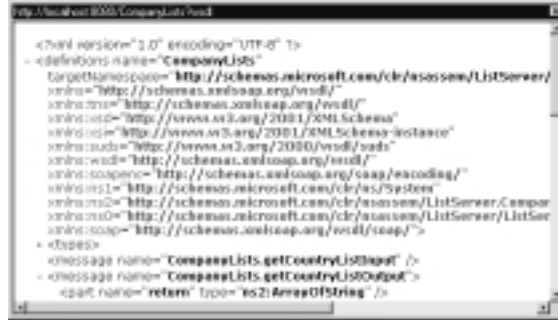 http://localhost:8080/CompanyLists?wsdl
<?xml version="1.0" encoding="UTF-8" ?>
- <definitions name="CompanyLists"
targetNamespace="http://schemas.microsoft.com/clr/nsassem/ListServer/
xmlns="http://schemas.xmlsoap.org/wsdl/"
xmlns:tns="http://schemas.xmlsoap.org/wsdl/"
xmlns:xsd="http://www.w3.org/2001/XMLSchema"
xmlns:xsi="http://www.w3.org/2001/XMLSchema-instance"
xmlns:suds="http://www.w3.org/2000/wsdl/suds"
xmlns:wsdl="http://schemas.xmlsoap.org/wsdl/"
xmlns:soapenc="http://schemas.xmlsoap.org/soap/encoding/"
xmlns:ns1="http://schemas.microsoft.com/clr/ns/System"
xmlns:ns2="http://schemas.microsoft.com/clr/nsassem/ListServer.Compar
xmlns:ns0="http://schemas.microsoft.com/clr/nsassem/ListServer/ListSer
xmlns:soap="http://schemas.xmlsoap.org/wsdl/soap/">
+ <types>
<message name="CompanyLists.getCountryListInput" />
- <message name="CompanyLists.getCountryListOutput">
<part name="return" type="ns2:ArrayOfString" />